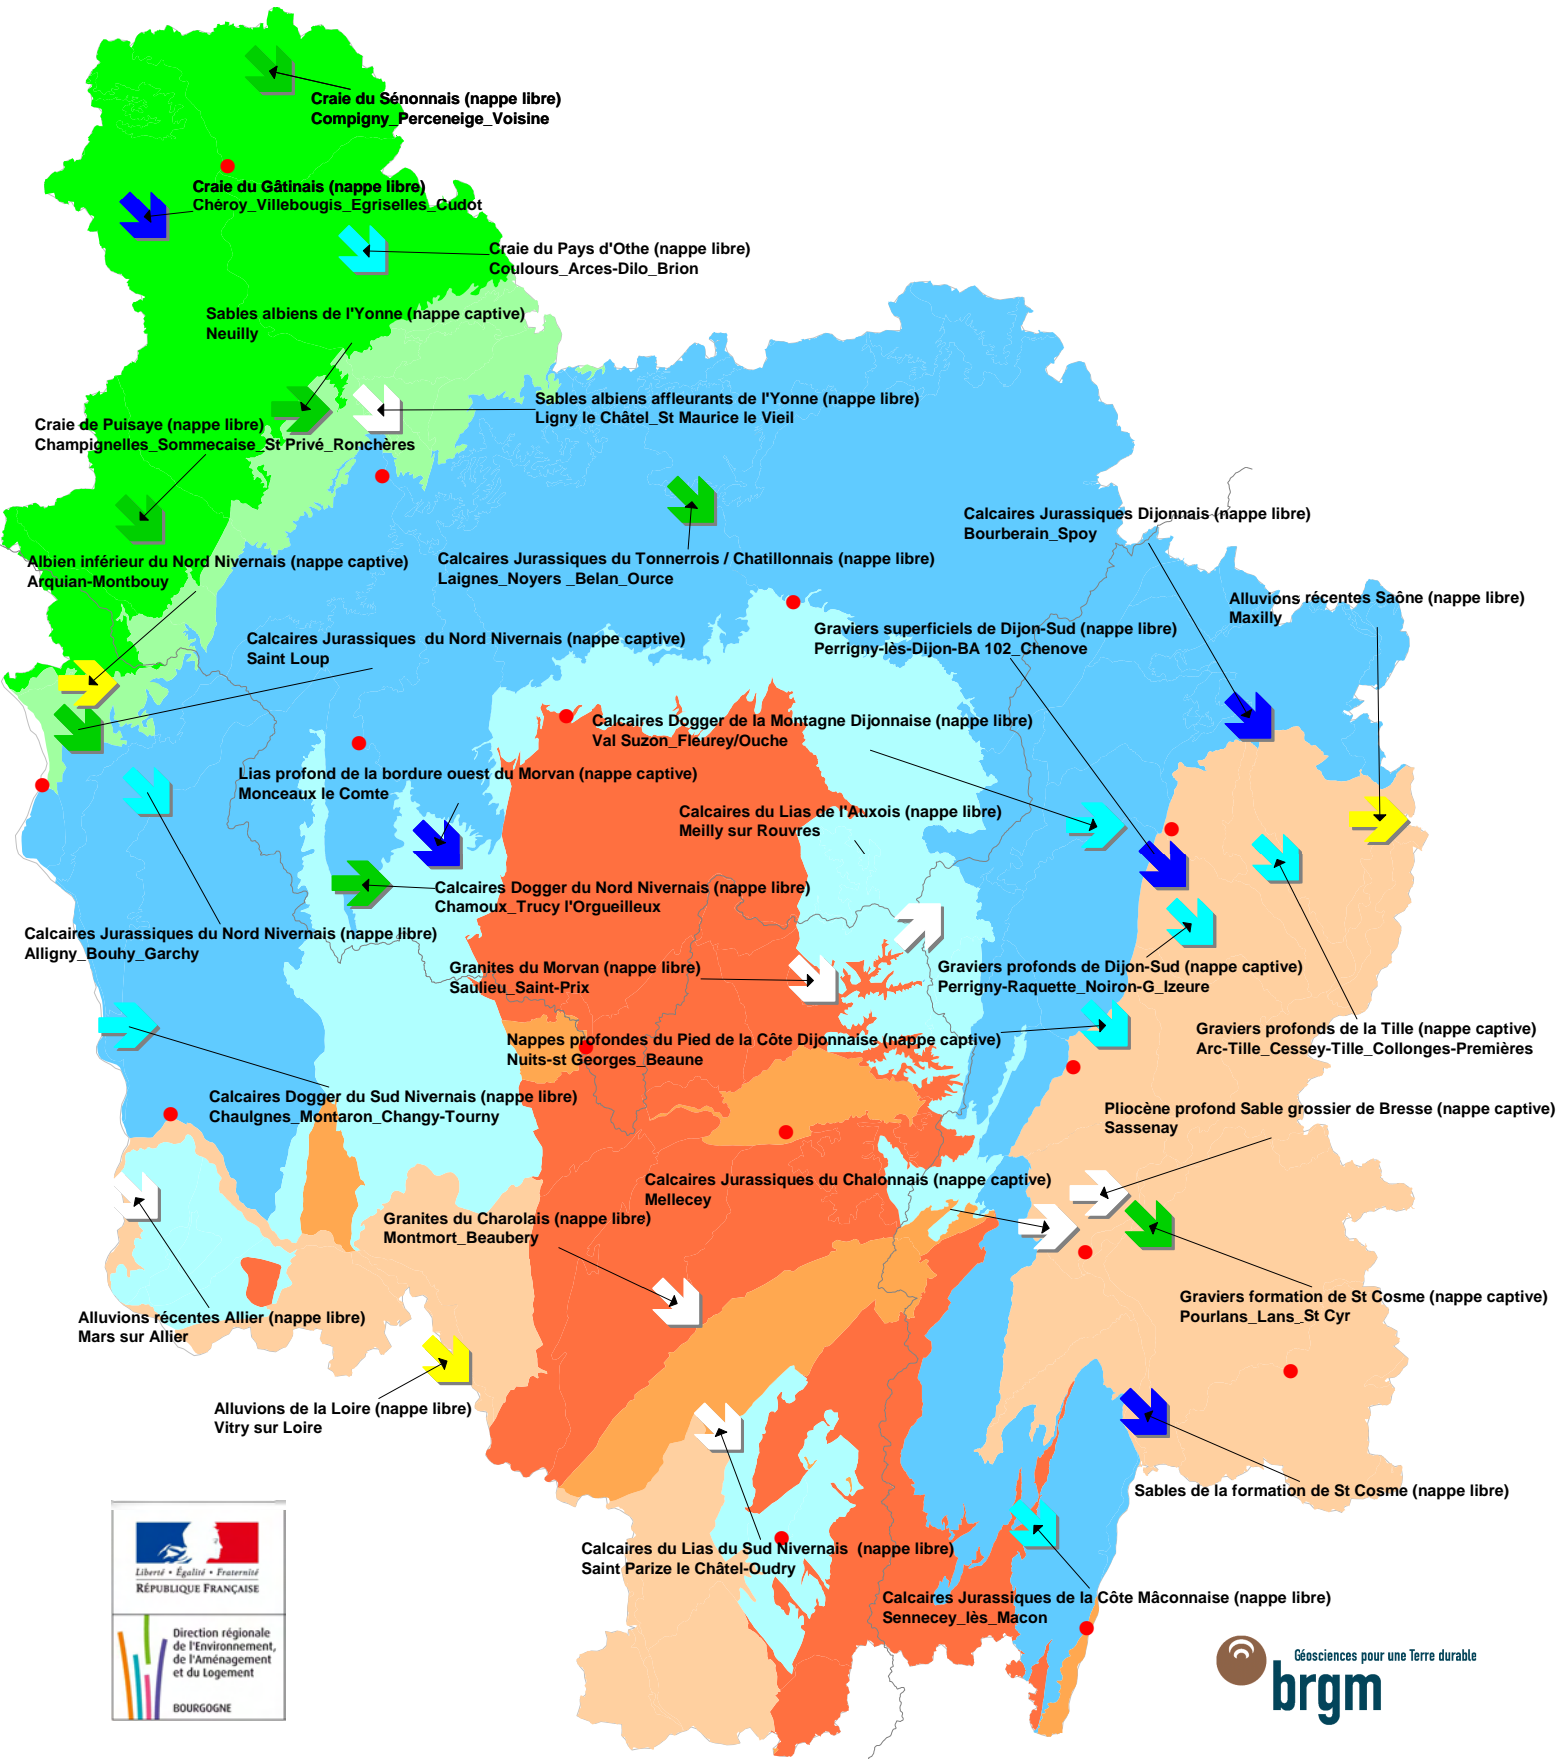 Craie du Sénonnais (nappe libre)
Compigny_Perceneige_Voisine
Craie du Gâtinais (nappe libre)
Chéroy_Villebougis_Egriselles_Cudot
Craie du Pays d'Othe (nappe libre)
Coulours_Arces-Dilo_Brion
Sables albiens de l'Yonne (nappe captive)
Neuilly
Sables albiens affleurants de l'Yonne (nappe libre)
Ligny le Châtel_St Maurice le Vieil
Craie de Puisaye (nappe libre)
Champignelles_Sommecaise_St Privé_Ronchères
Calcaires Jurassiques Dijonnais (nappe libre)
Bourberain_Spoy
Albien inférieur du Nord Nivernais (nappe captive)
Arquian-Montbouy
Calcaires Jurassiques du Tonnerrois / Chatillonnais (nappe libre)
Laignes_Noyers _Belan_Ource
Alluvions récentes Saône (nappe libre)
Maxilly
Calcaires Jurassiques  du Nord Nivernais (nappe captive)
Saint Loup
Graviers superficiels de Dijon-Sud (nappe libre)
Perrigny-lès-Dijon-BA 102_Chenove
Calcaires Dogger de la Montagne Dijonnaise (nappe libre)
Val Suzon_Fleurey/Ouche
Lias profond de la bordure ouest du Morvan (nappe captive)
Monceaux le Comte
Calcaires du Lias de l'Auxois (nappe libre)
Meilly sur Rouvres
Calcaires Dogger du Nord Nivernais (nappe libre)
Chamoux_Trucy l'Orgueilleux
Calcaires Jurassiques du Nord Nivernais (nappe libre)
Alligny_Bouhy_Garchy
Granites du Morvan (nappe libre)
Saulieu_Saint-Prix
Graviers profonds de Dijon-Sud (nappe captive)
Perrigny-Raquette_Noiron-G_Izeure
Graviers profonds de la Tille (nappe captive)
Arc-Tille_Cessey-Tille_Collonges-Premières
Nappes profondes du Pied de la Côte Dijonnaise (nappe captive)
Nuits-st Georges_Beaune
Calcaires Dogger du Sud Nivernais (nappe libre)
Chaulgnes_Montaron_Changy-Tourny
Pliocène profond Sable grossier de Bresse (nappe captive)
Sassenay
Calcaires Jurassiques du Chalonnais (nappe captive)
Mellecey
Granites du Charolais (nappe libre)
Montmort_Beaubery
Graviers formation de St Cosme (nappe captive)
Pourlans_Lans_St Cyr
Alluvions récentes Allier (nappe libre)
Mars sur Allier
Alluvions de la Loire (nappe libre)
Vitry sur Loire
Sables de la formation de St Cosme (nappe libre)
Calcaires du Lias du Sud Nivernais  (nappe libre)
Saint Parize le Châtel-Oudry
Calcaires Jurassiques de la Côte Mâconnaise (nappe libre)
Sennecey_lès_Macon
Liberté • Égalité • Fraternité
RÉPUBLIQUE FRANÇAISE
Direction régionale
de l'Environnement,
de l'Aménagement
et du Logement
BOURGOGNE
Géosciences pour une Terre durable
brgm